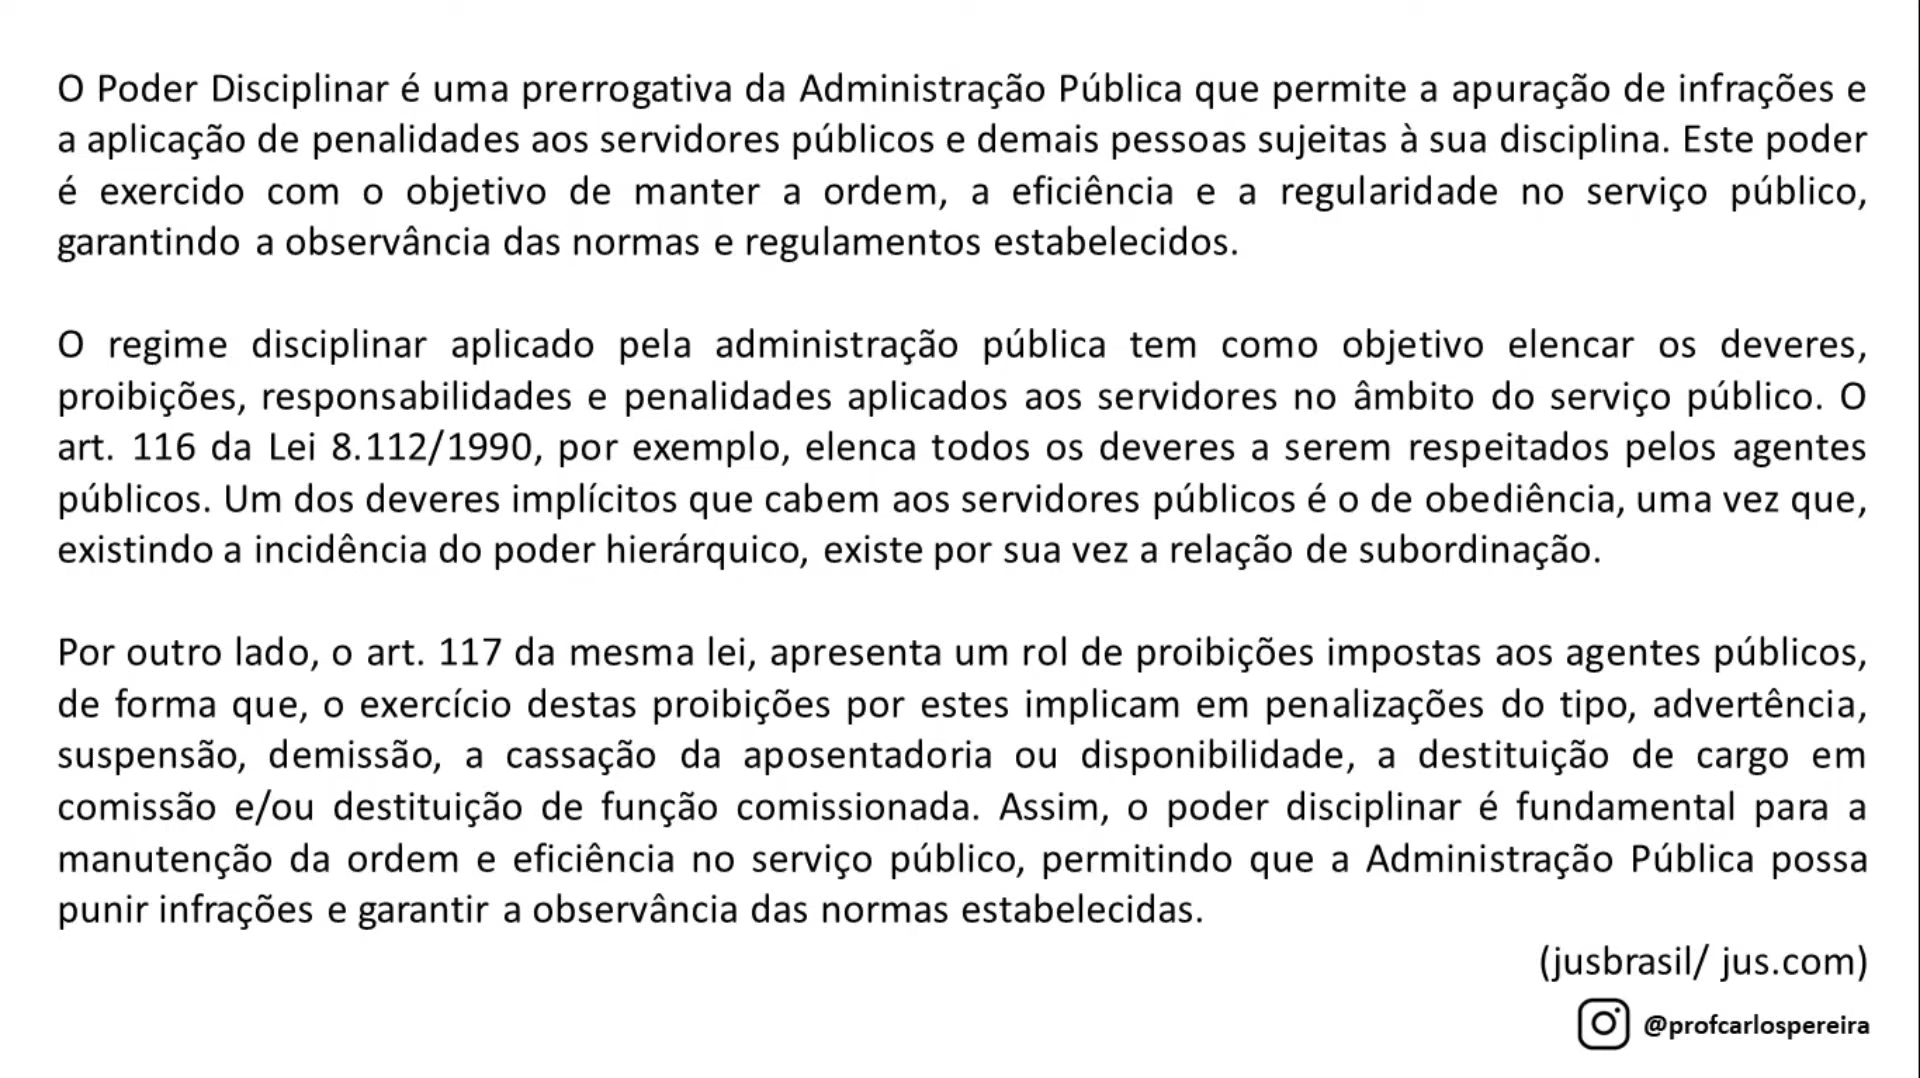 O Poder Disciplinar é uma prerrogativa da Administração Pública que permite a apuração de infrações e
a aplicação de penalidades aos servidores públicos e demais pessoas sujeitas à sua disciplina. Este poder
é exercido com o objetivo de manter a ordem, a eficiência e a regularidade no serviço público,
garantindo a observância das normas e regulamentos estabelecidos.
O regime disciplinar aplicado pela administração pública tem como objetivo elencar os deveres,
proibições, responsabilidades e penalidades aplicados aos servidores no âmbito do serviço público. O
art. 116 da Lei 8.112/1990, por exemplo, elenca todos os deveres a serem respeitados pelos agentes
públicos. Um dos deveres implícitos que cabem aos servidores públicos é o de obediência, uma vez que,
existindo a incidência do poder hierárquico, existe por sua vez a relação de subordinação.
Por outro lado, o art. 117 da mesma lei, apresenta um rol de proibições impostas aos agentes públicos,
de forma que, o exercício destas proibições por estes implicam em penalizações do tipo, advertência,
suspensão, demissão, a cassação da aposentadoria ou disponibilidade, a destituição de cargo em
comissão e/ou destituição de função comissionada. Assim, o poder disciplinar é fundamental para a
manutenção da ordem e eficiência no serviço público, permitindo que a Administração Pública possa
punir infrações e garantir a observância das normas estabelecidas.
(jusbrasil/ jus.com)
@profcarlospereira